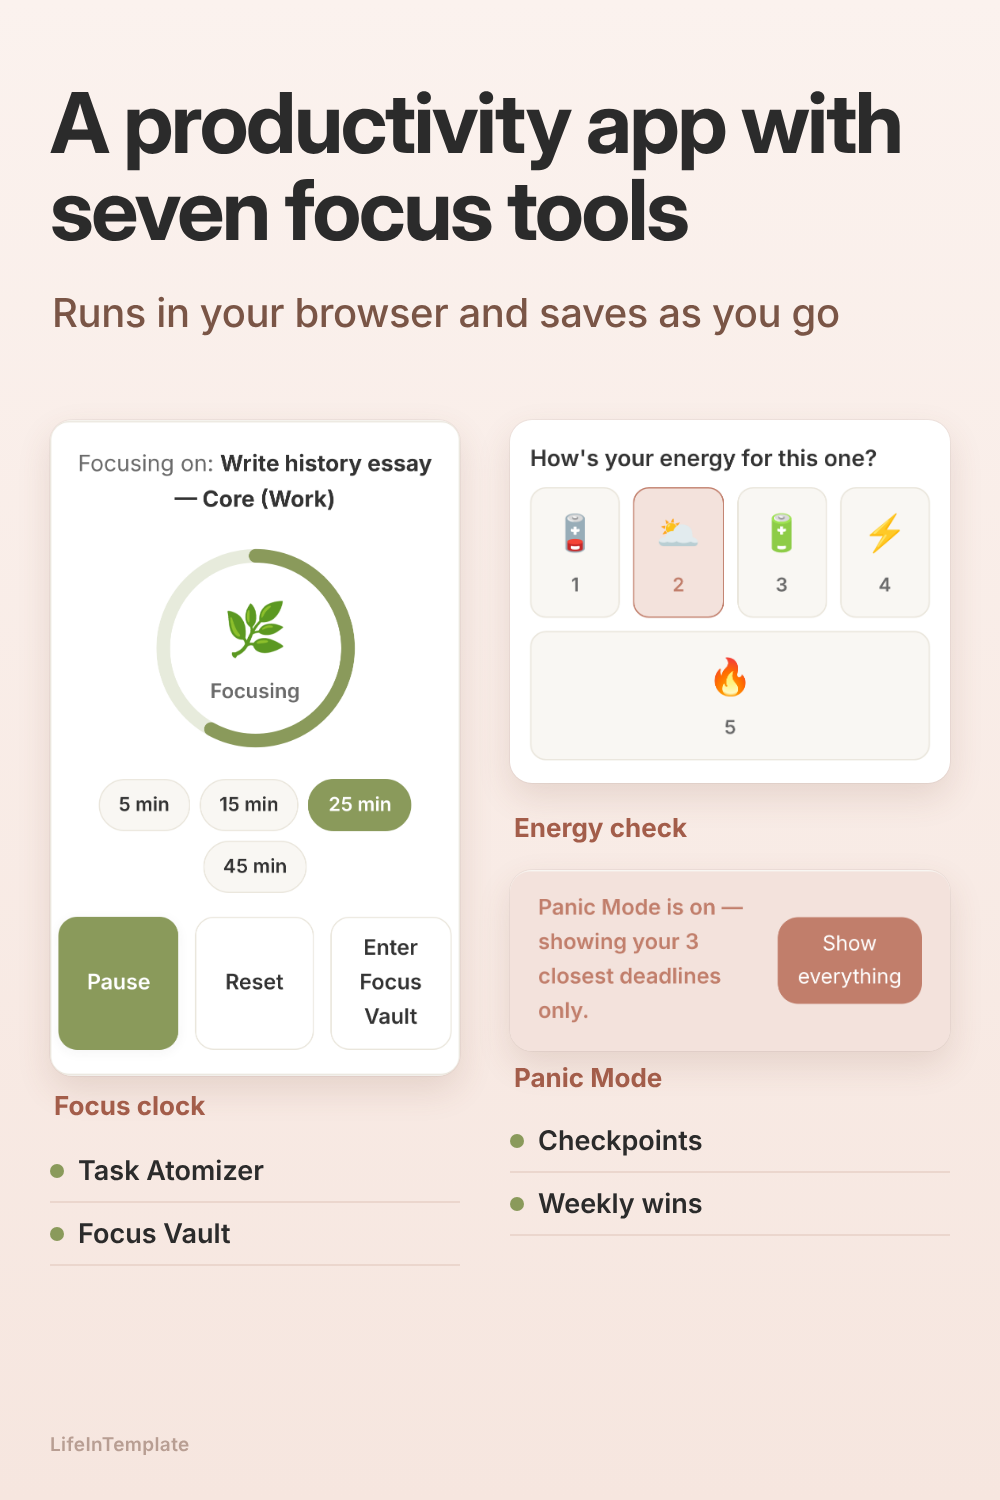 A productivity app with
seven focus tools
Runs in your browser and saves as you go
Focusing on: Write history essay
— Core (Work)
Focusing
5 min
15 min
25 min
45 min
Pause
Reset
Enter
Focus
Vault
Focus clock
Task Atomizer
Focus Vault
How's your energy for this one?
1
2
3
4
5
Energy check
Panic Mode is on —
showing your 3
closest deadlines
only.
Show
everything
Panic Mode
Checkpoints
Weekly wins
LifeInTemplate